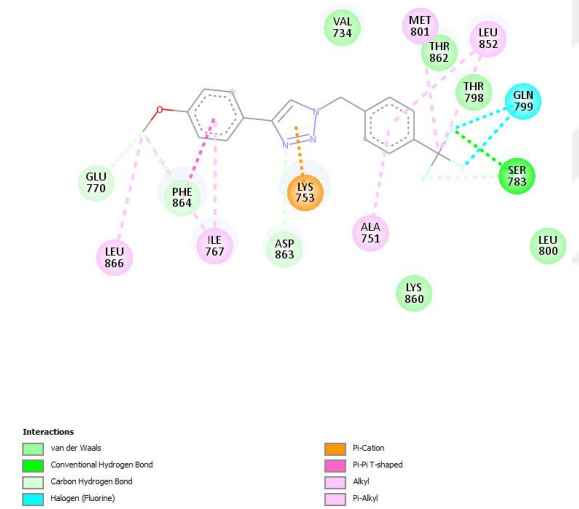 VAL
734
MET
801
THR
862
LEU
852
THR
798
GLN
799
SER
783
O
N
N
N
LYS
753
GLU
770
PHE
864
LEU
866
ILE
767
ASP
863
ALA
751
LEU
800
LYS
860
Interactions
van der Waals
Conventional Hydrogen Bond
Carbon Hydrogen Bond
Halogen (Fluorine)
Pi-Cation
Pi-Pi T-shaped
Alkyl
Pi-Alkyl